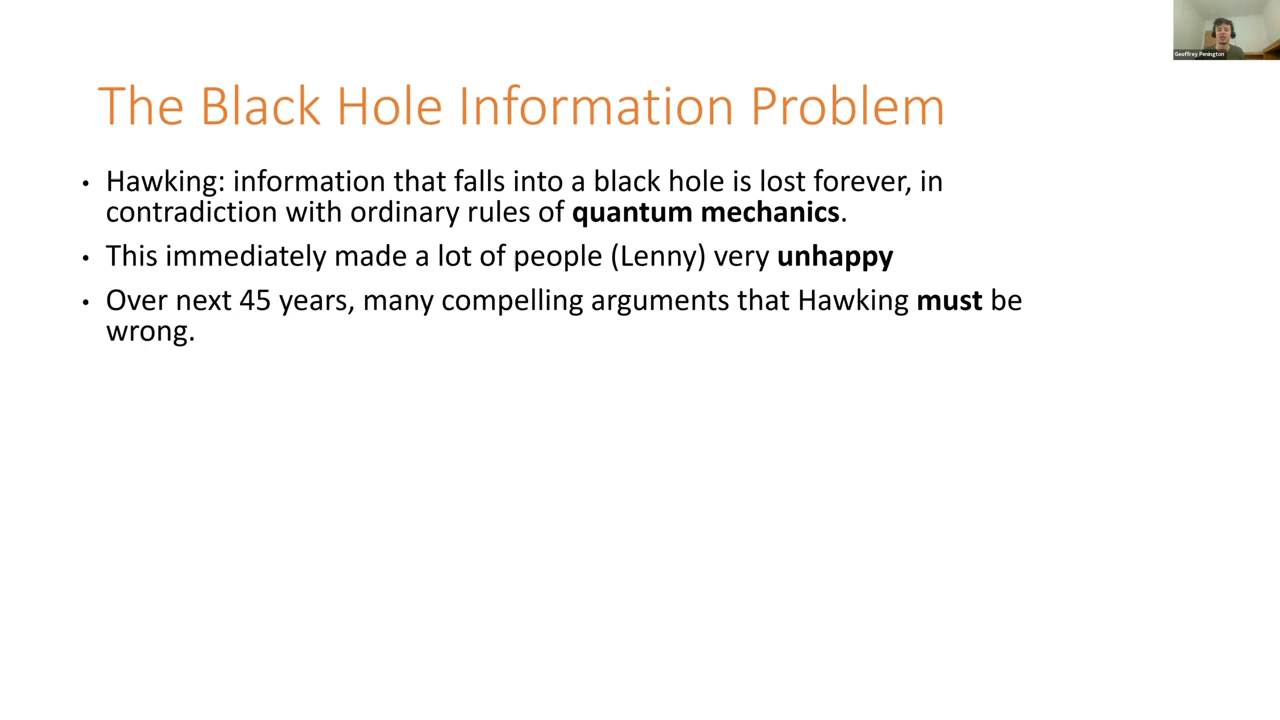 Geoffrey Penington
The Black Hole Information Problem
• Hawking: information that falls into a black hole is lost forever, in
contradiction with ordinary rules of quantum mechanics.
• This immediately made a lot of people (Lenny) very unhappy
• Over next 45 years, many compelling arguments that Hawking must be
wrong.